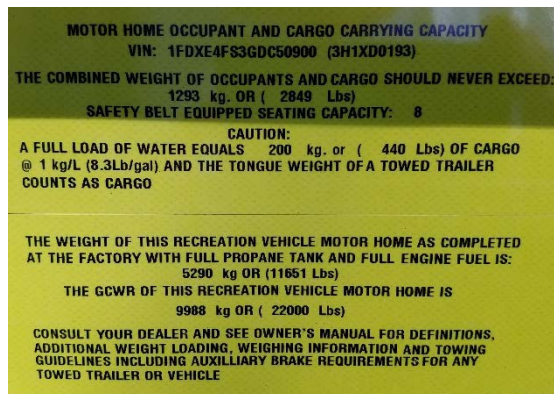 MOTOR HOME OCCUPANT AND CARGO CARRYING CAPACITY
VIN: 1FDXE4FS3GDC50900 (3H1XD0193)
THE COMBINED WEIGHT OF OCCUPANTS AND CARGO SHOULD NEVER EXCEED:
1293 kg. OR ( 2849 Lbs)
SAFETY BELT EQUIPPED SEATING CAPACITY: 8
CAUTION:
A FULL LOAD OF WATER EQUALS 200 kg. or ( 440 Lbs) OF CARGO
@ 1 kg/L (8.3Lb/gal) AND THE TONGUE WEIGHT OF A TOWED TRAILER
COUNTS AS CARGO
THE WEIGHT OF THIS RECREATION VEHICLE MOTOR HOME AS COMPLETED
AT THE FACTORY WITH FULL PROPANE TANK AND FULL ENGINE FUEL IS:
5290 kg OR (11651 Lbs)
THE GCWR OF THIS RECREATION VEHICLE MOTOR HOME IS
9988 kg OR ( 22000 Lbs)
CONSULT YOUR DEALER AND SEE OWNER'S MANUAL FOR DEFINITIONS,
ADDITIONAL WEIGHT LOADING, WEIGHING INFORMATION AND TOWING
GUIDELINES INCLUDING AUXILLIARY BRAKE REQUIREMENTS FOR ANY
TOWED TRAILER OR VEHICLE